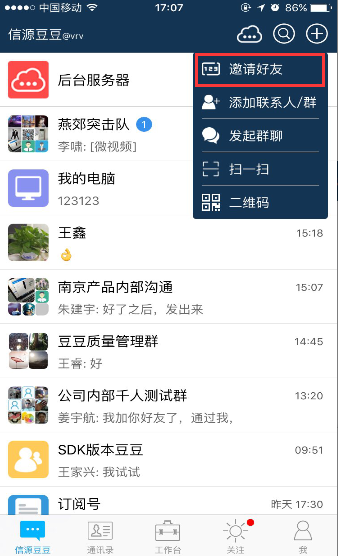 中国移动 17:07 86%
信源豆豆@vrv
123 邀请好友
添加联系人/群
发起群聊
扫一扫
二维码
后台服务器
燕郊突击队 1
李啸: [微视频]
我的电脑
123123
王鑫 15:18
👌
南京产品内部沟通 15:07
朱建宇: 好了之后，发出来
豆豆质量管理群 14:45
王睿: 好
公司内部千人测试群 13:20
姜宇航: 我加你好友了，通过我,
SDK版本豆豆 09:51
王家兴: 我试试
订阅号 昨天 17:30
信源豆豆 通讯录 工作台 关注 我